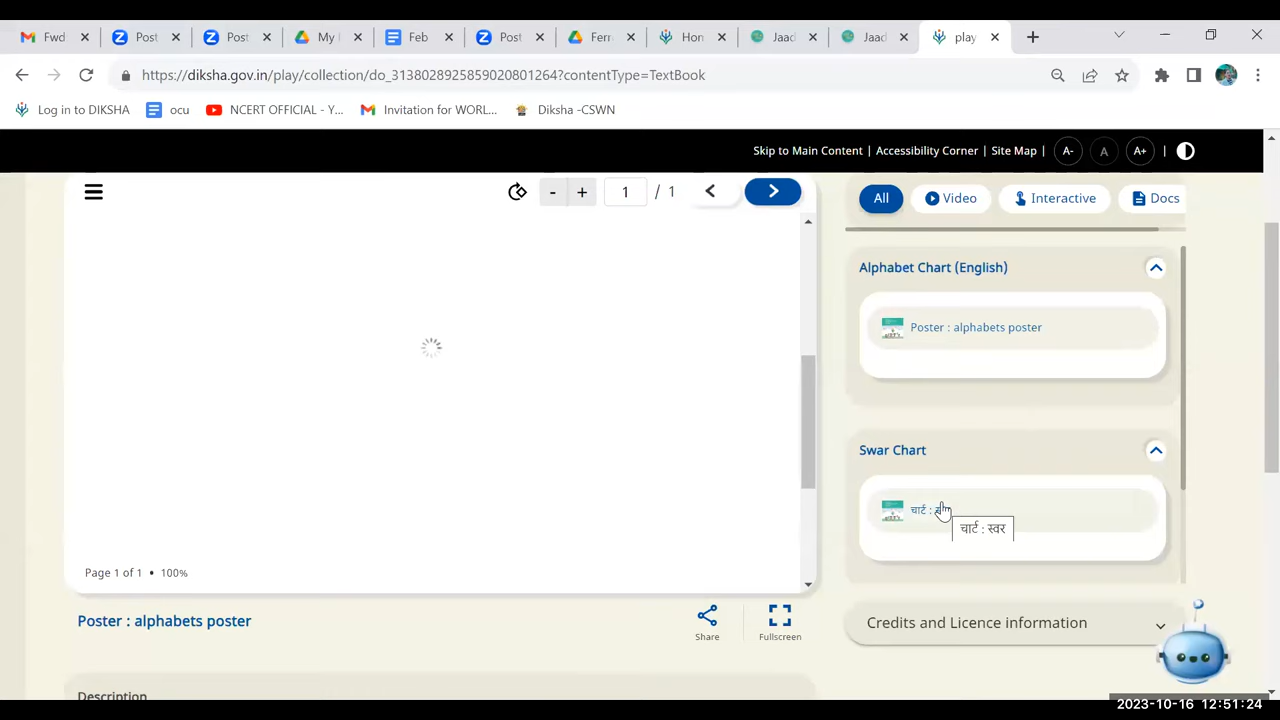 Fwd
Post
Post
My
Feb
Post
Ferr
Hon
Jaad
Jaad
play
https://diksha.gov.in/play/collection/do_31380289258590208​01264?contentType=TextBook
Log in to DIKSHA
ocu
NCERT OFFICIAL - Y...
Invitation for WORL...
Diksha -CSWN
Skip to Main Content | Accessibility Corner | Site Map | A- A A+ |
1 / 1
All
Video
Interactive
Docs
Alphabet Chart (English)
Poster : alphabets poster
Swar Chart
चार्ट :
चार्ट : स्वर
Page 1 of 1 • 100%
Poster : alphabets poster
Share
Fullscreen
Credits and Licence information
Description
2023-10-16 12:51:24